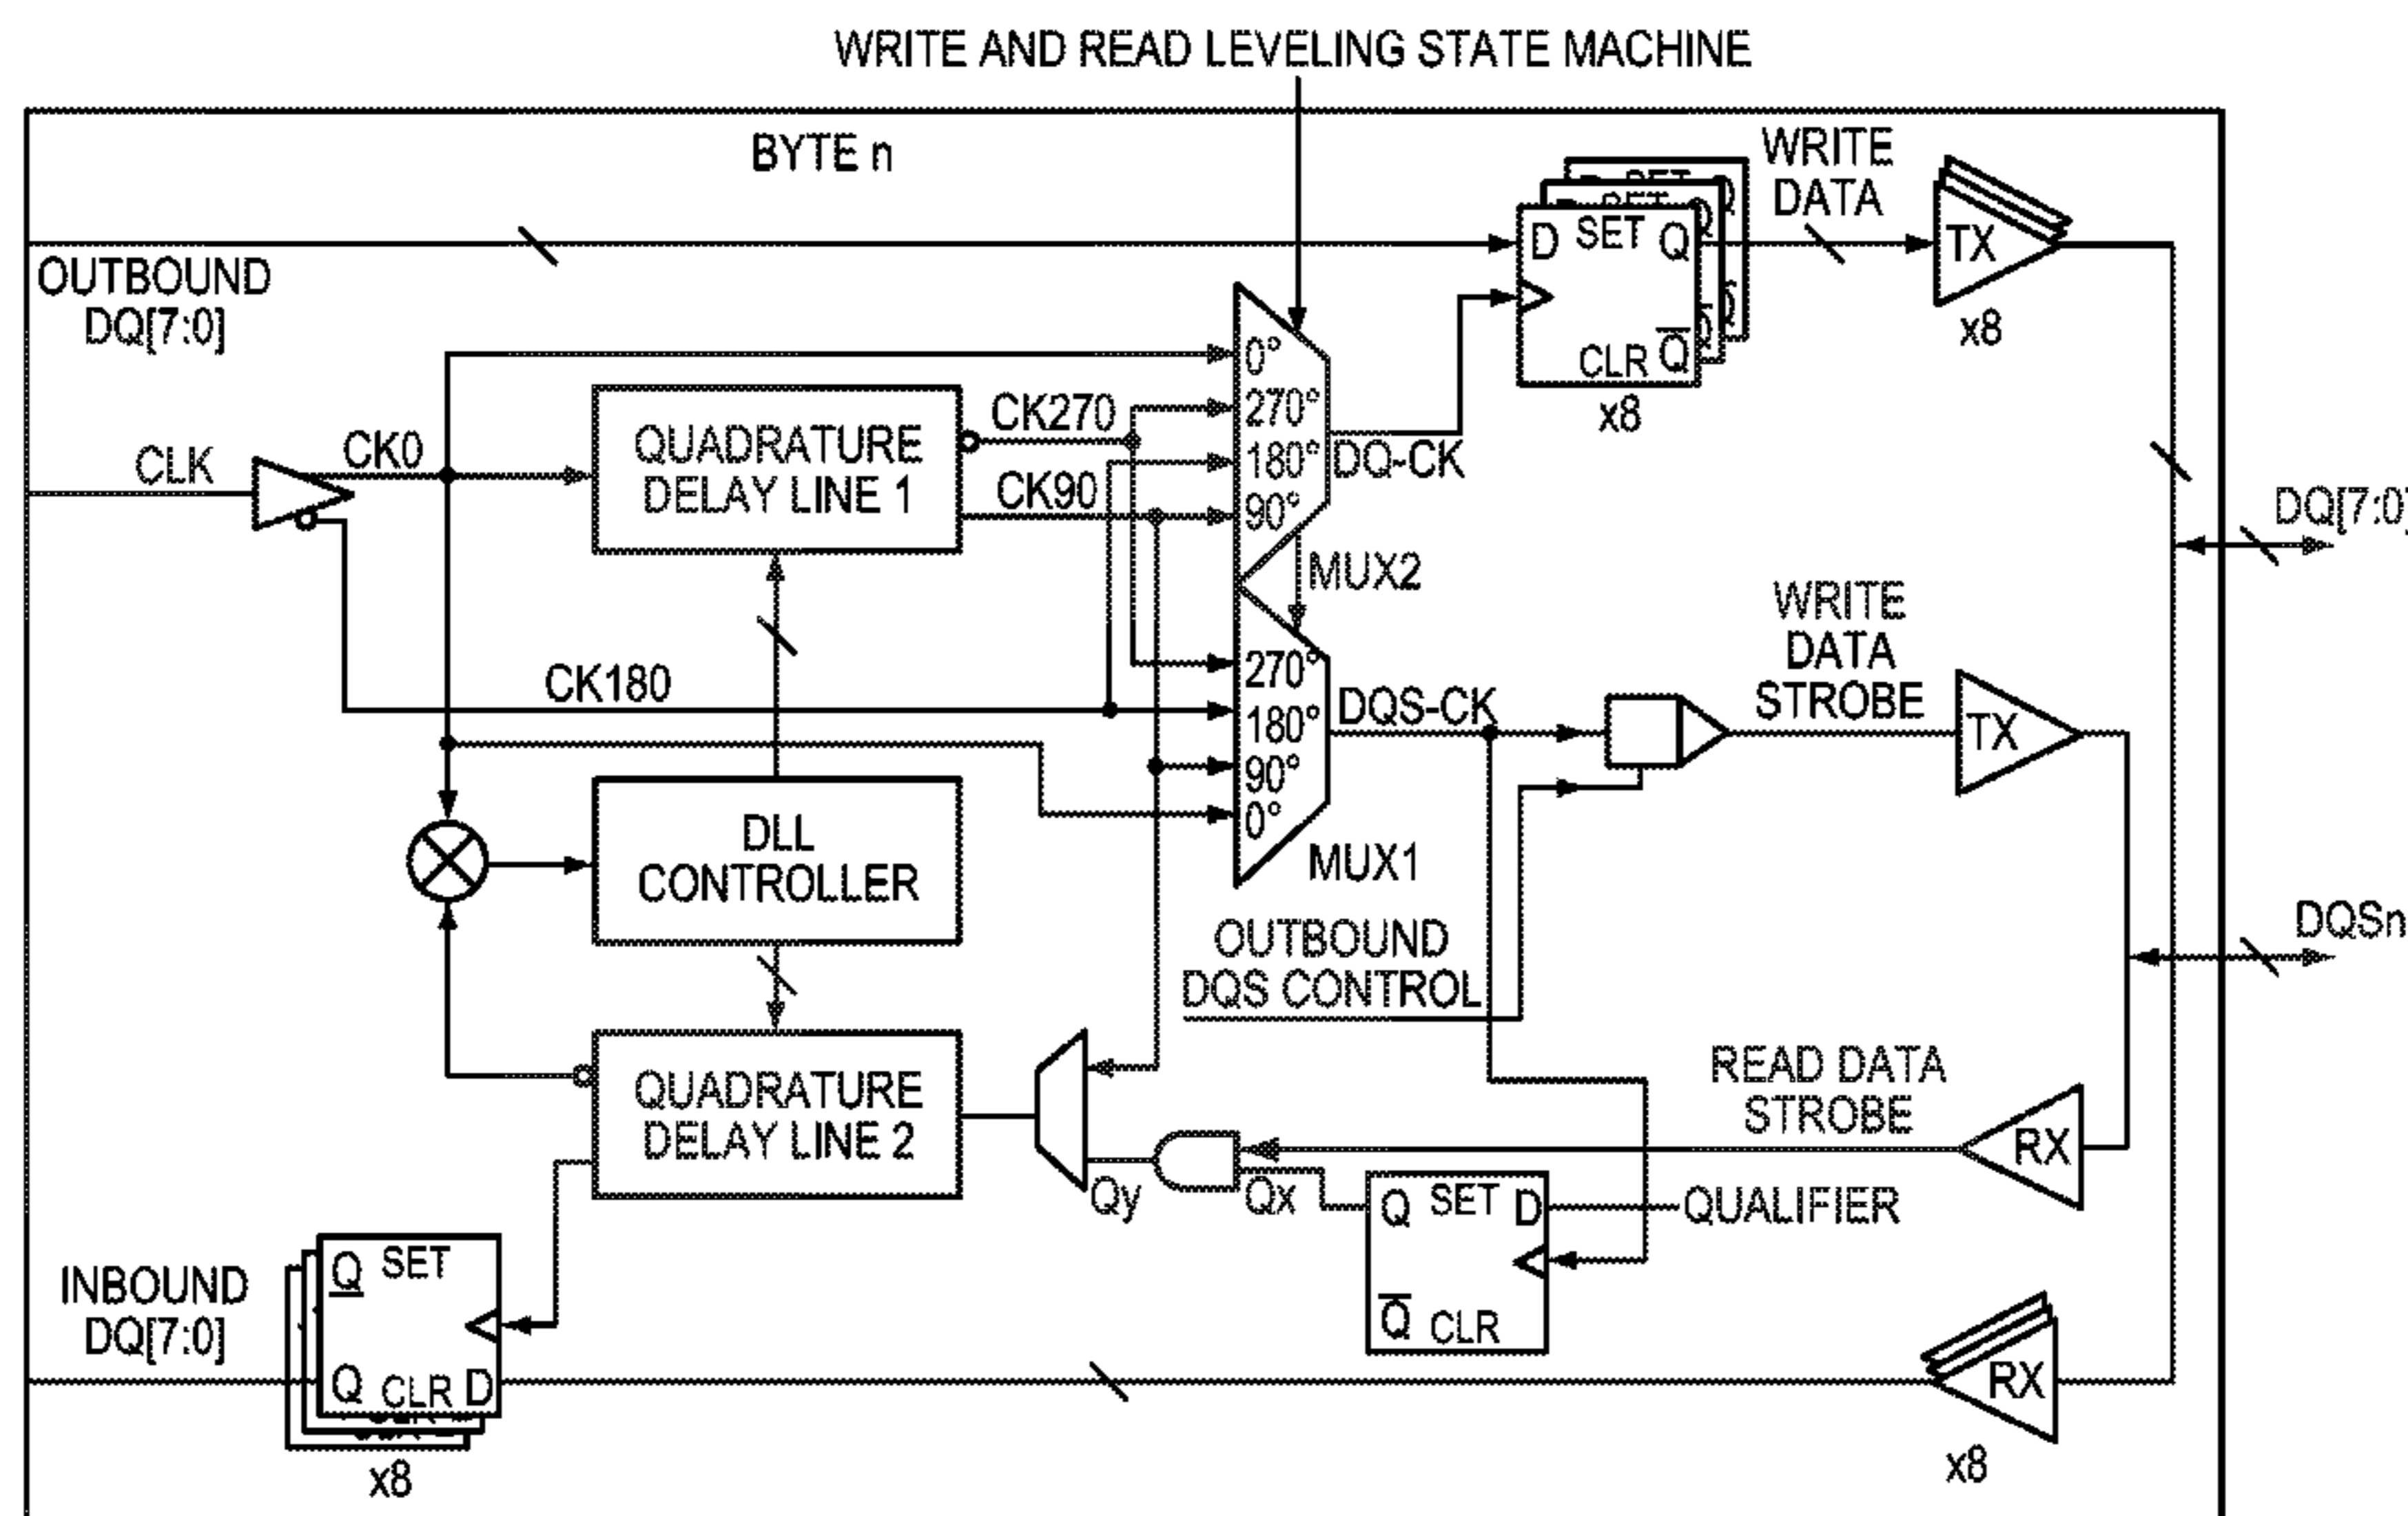 WRITE AND READ LEVELING STATE MACHINE
BYTE n
WRITE
DATA
OUTBOUND
DQ[7:0]
D SET Q
CLR Q̅
x8
TX
x8
CLK
CK0
QUADRATURE
DELAY LINE 1
CK270
CK90
0°
270°
180°
90°
DQ-CK
MUX2
DQ[7:0]
CK180
270°
180°
90°
0°
DQS-CK
MUX1
WRITE
DATA
STROBE
TX
DLL
CONTROLLER
OUTBOUND
DQS CONTROL
DQSn
QUADRATURE
DELAY LINE 2
Qy
Qx
READ DATA
STROBE
RX
Q SET D
Q̅ CLR
QUALIFIER
INBOUND
DQ[7:0]
Q SET
Q CLR D
x8
RX
x8